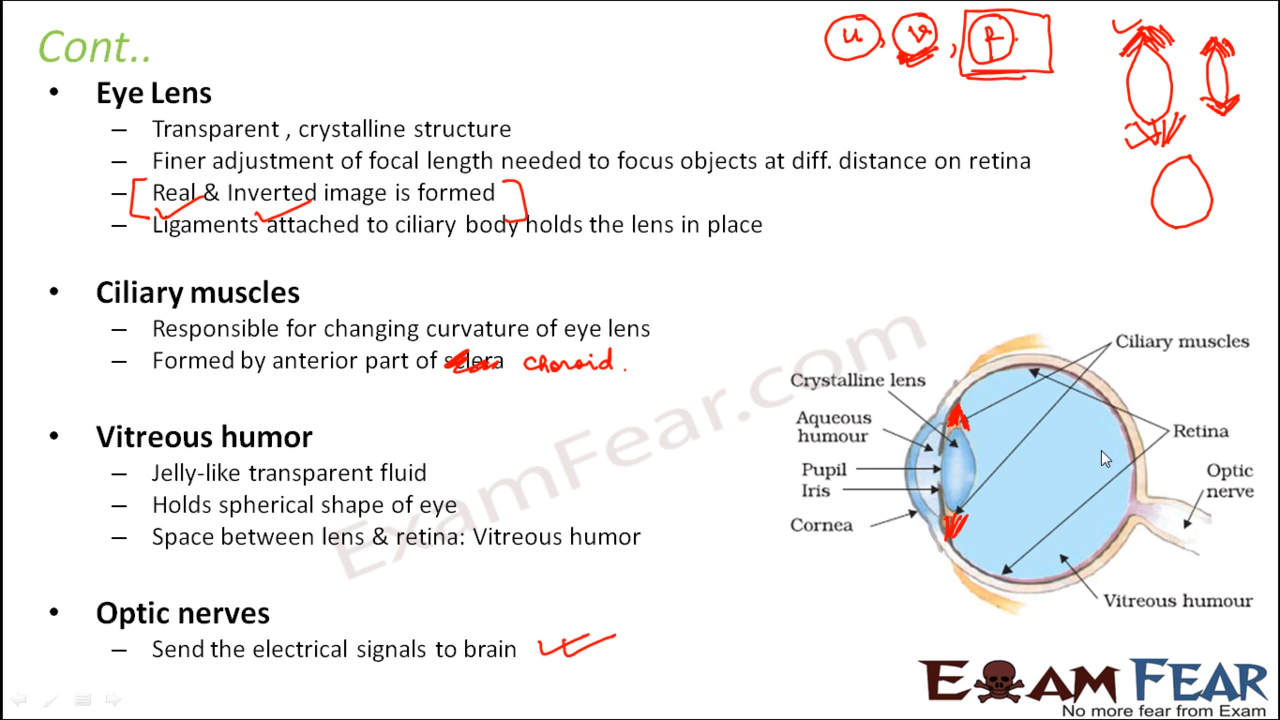 Cont..
u, v, f
• Eye Lens
– Transparent , crystalline structure
– Finer adjustment of focal length needed to focus objects at diff. distance on retina
– Real & Inverted image is formed
– Ligaments attached to ciliary body holds the lens in place
• Ciliary muscles
– Responsible for changing curvature of eye lens
– Formed by anterior part of sclera choroid.
• Vitreous humor
– Jelly-like transparent fluid
– Holds spherical shape of eye
– Space between lens & retina: Vitreous humor
• Optic nerves
– Send the electrical signals to brain
Ciliary muscles
Crystalline lens
Aqueous
humour
Retina
Pupil
Iris
Optic
nerve
Cornea
Vitreous humour
ExamFear.com
EXAM FEAR
No more fear from Exam